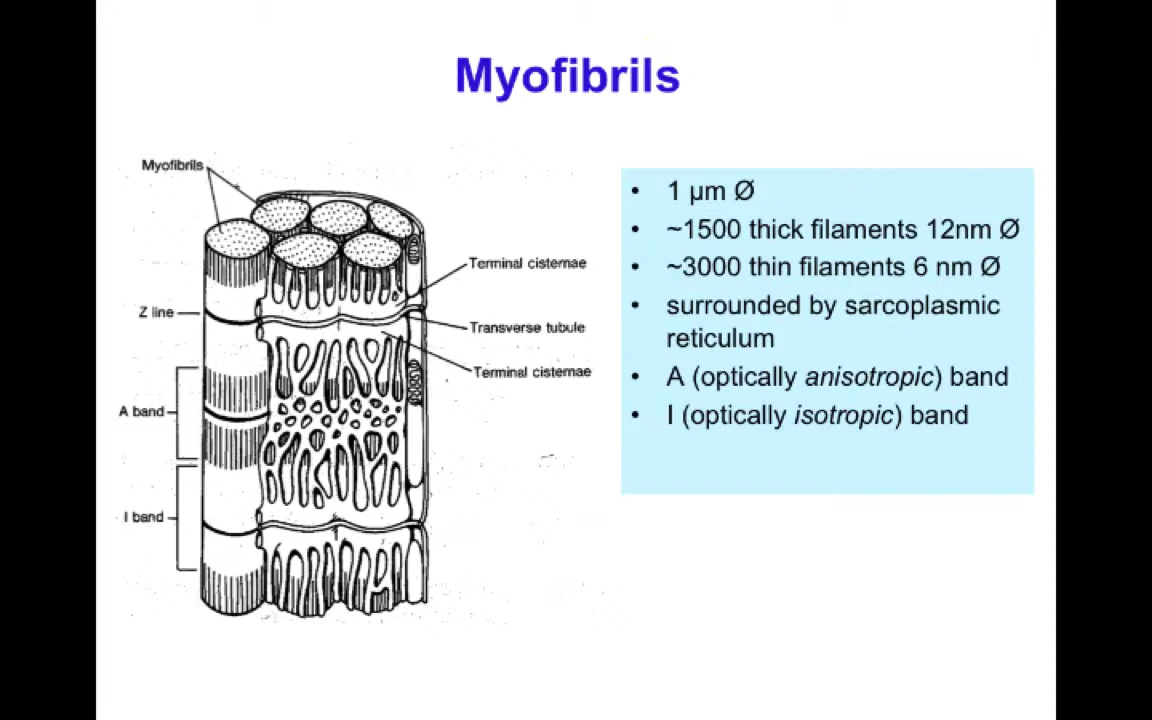 Myofibrils
Myofibrils
Terminal cisternae
Z line
Transverse tubule
Terminal cisternae
A band
I band
• 1 µm Ø
• ~1500 thick filaments 12nm Ø
• ~3000 thin filaments 6 nm Ø
• surrounded by sarcoplasmic
reticulum
• A (optically anisotropic) band
• I (optically isotropic) band